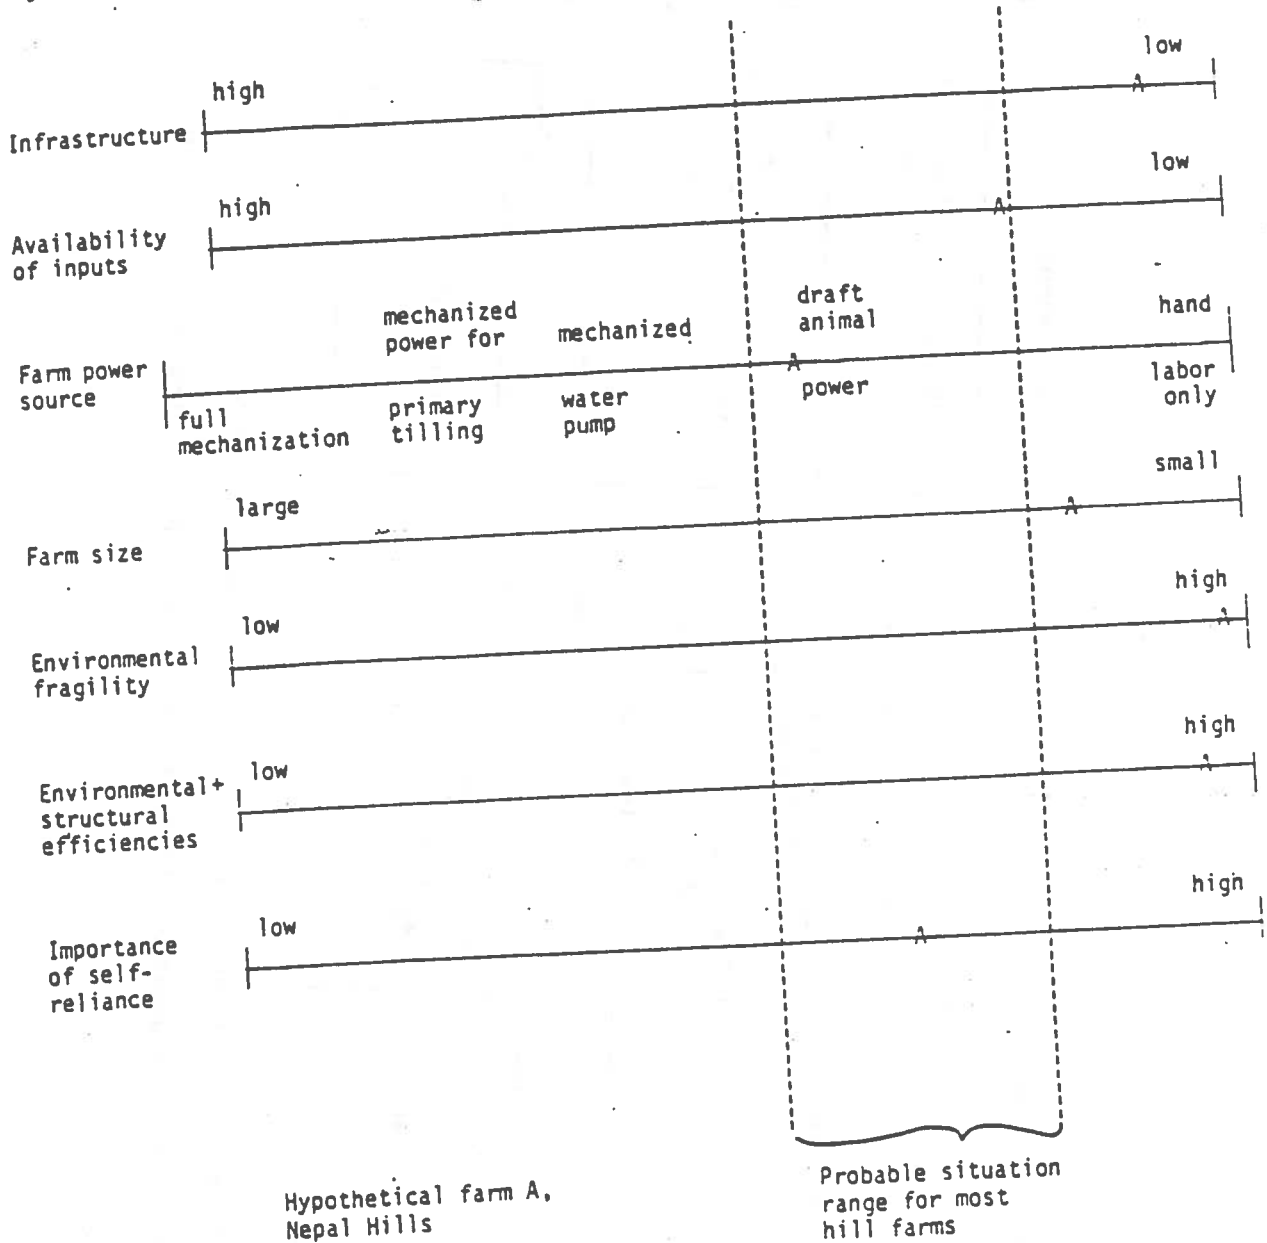 high
low
Infrastructure
A
high
low
Availability
of inputs
A
mechanized
power for
mechanized
draft
animal
hand
Farm power
source
A
full
mechanization
primary
tilling
water
pump
power
labor
only
large
small
Farm size
A
low
high
Environmental
fragility
A
low
high
Environmental+
structural
efficiencies
A
low
high
Importance
of self-
reliance
A
Hypothetical farm A,
Nepal Hills
Probable situation
range for most
hill farms